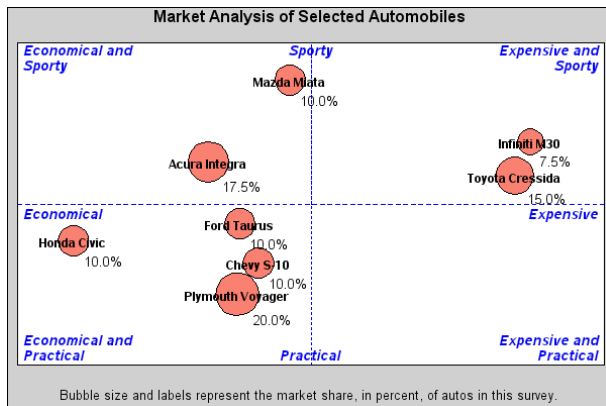 Market Analysis of Selected Automobiles
Economical and
Sporty
Sporty
Expensive and
Sporty
Mazda Miata
10.0%
Infiniti M30
7.5%
Acura Integra
17.5%
Toyota Cressida
15.0%
Economical
Expensive
Ford Taurus
10.0%
Honda Civic
10.0%
Chevy S-10
10.0%
Plymouth Voyager
20.0%
Economical and
Practical
Practical
Expensive and
Practical
Bubble size and labels represent the market share, in percent, of autos in this survey.